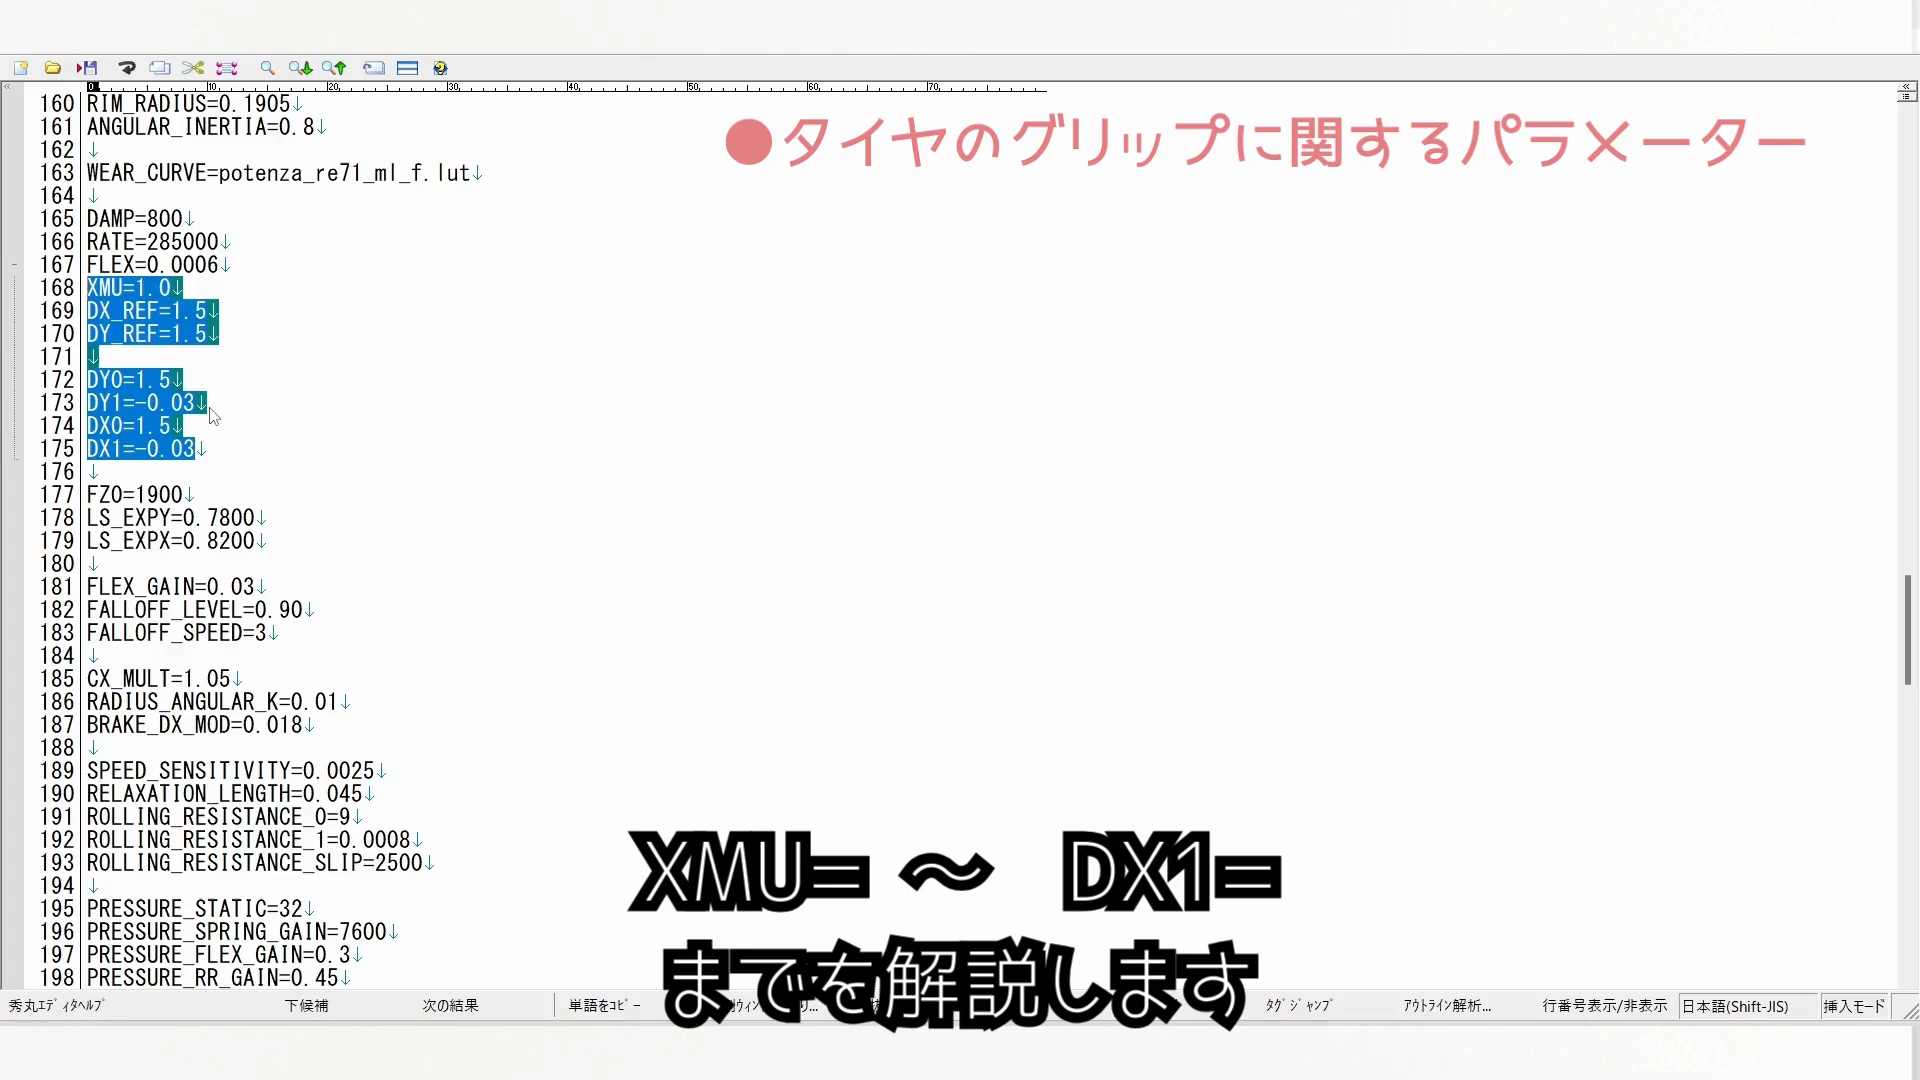 0 10 20 30 40 50 60 70
●タイヤのグリップに関するパラメーター
160 RIM_RADIUS=0.1905↓
161 ANGULAR_INERTIA=0.8↓
162 ↓
163 WEAR_CURVE=potenza_re71_ml_f.lut↓
164 ↓
165 DAMP=800↓
166 RATE=285000↓
167 FLEX=0.0006↓
168 XMU=1.0↓
169 DX_REF=1.5↓
170 DY_REF=1.5↓
171 ↓
172 DY0=1.5↓
173 DY1=-0.03↓
174 DX0=1.5↓
175 DX1=-0.03↓
176 ↓
177 FZ0=1900↓
178 LS_EXPY=0.7800↓
179 LS_EXPX=0.8200↓
180 ↓
181 FLEX_GAIN=0.03↓
182 FALLOFF_LEVEL=0.90↓
183 FALLOFF_SPEED=3↓
184 ↓
185 CX_MULT=1.05↓
186 RADIUS_ANGULAR_K=0.01↓
187 BRAKE_DX_MOD=0.018↓
188 ↓
189 SPEED_SENSITIVITY=0.0025↓
190 RELAXATION_LENGTH=0.045↓
191 ROLLING_RESISTANCE_0=9↓
192 ROLLING_RESISTANCE_1=0.0008↓
193 ROLLING_RESISTANCE_SLIP=2500↓
194 ↓
195 PRESSURE_STATIC=32↓
196 PRESSURE_SPRING_GAIN=7600↓
197 PRESSURE_FLEX_GAIN=0.3↓
198 PRESSURE_RR_GAIN=0.45↓
XMU= ～ DX1=
までを解説します
秀丸ｴﾃﾞｨﾀﾍﾙﾌﾟ 下候補 次の結果 単語をｺﾋﾟｰ ﾀｸﾞｼﾞｬﾝﾌﾟ ｱｳﾄﾗｲﾝ解析... 行番号表示/非表示 日本語(Shift-JIS) 挿入モード